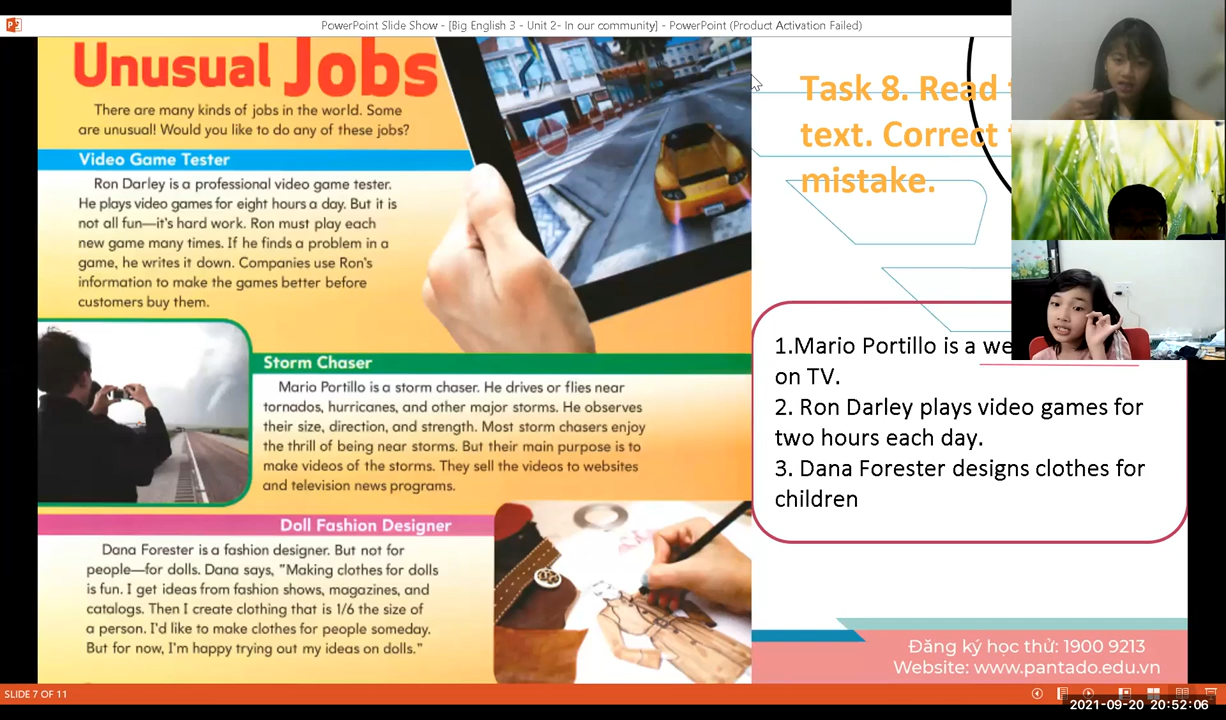 PowerPoint Slide Show - [Big English 3 - Unit 2- In our community] - PowerPoint (Product Activation Failed)
Unusual Jobs
There are many kinds of jobs in the world. Some
are unusual! Would you like to do any of these jobs?
Video Game Tester
Ron Darley is a professional video game tester.
He plays video games for eight hours a day. But it is
not all fun—it's hard work. Ron must play each
new game many times. If he finds a problem in a
game, he writes it down. Companies use Ron's
information to make the games better before
customers buy them.
Storm Chaser
Mario Portillo is a storm chaser. He drives or flies near
tornados, hurricanes, and other major storms. He observes
their size, direction, and strength. Most storm chasers enjoy
the thrill of being near storms. But their main purpose is to
make videos of the storms. They sell the videos to websites
and television news programs.
Doll Fashion Designer
Dana Forester is a fashion designer. But not for
people—for dolls. Dana says, "Making clothes for dolls
is fun. I get ideas from fashion shows, magazines, and
catalogs. Then I create clothing that is 1/6 the size of
a person. I'd like to make clothes for people someday.
But for now, I'm happy trying out my ideas on dolls."
Task 8. Read
text. Correct
mistake.
1.Mario Portillo is a we
on TV.
2. Ron Darley plays video games for
two hours each day.
3. Dana Forester designs clothes for
children
Đăng ký học thử: 1900 9213
Website: www.pantado.edu.vn
SLIDE 7 OF 11
2021-09-20 20:52:06